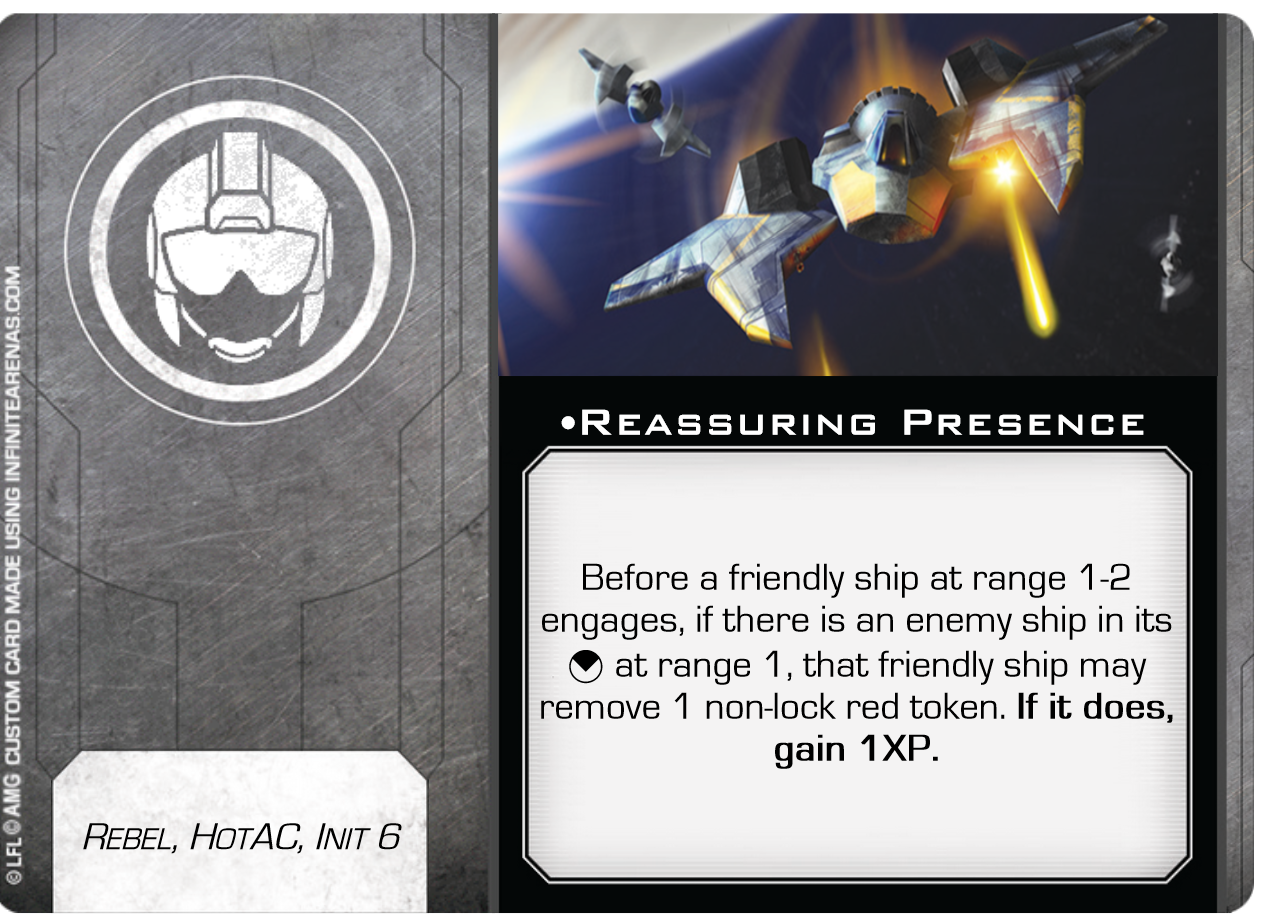 •Reassuring Presence
Before a friendly ship at range 1-2
engages, if there is an enemy ship in its
at range 1, that friendly ship may
remove 1 non-lock red token. If it does,
gain 1XP.
Rebel, HotAC, Init 6
©LFL ©AMG CUSTOM CARD MADE USING INFINITEARENAS.COM